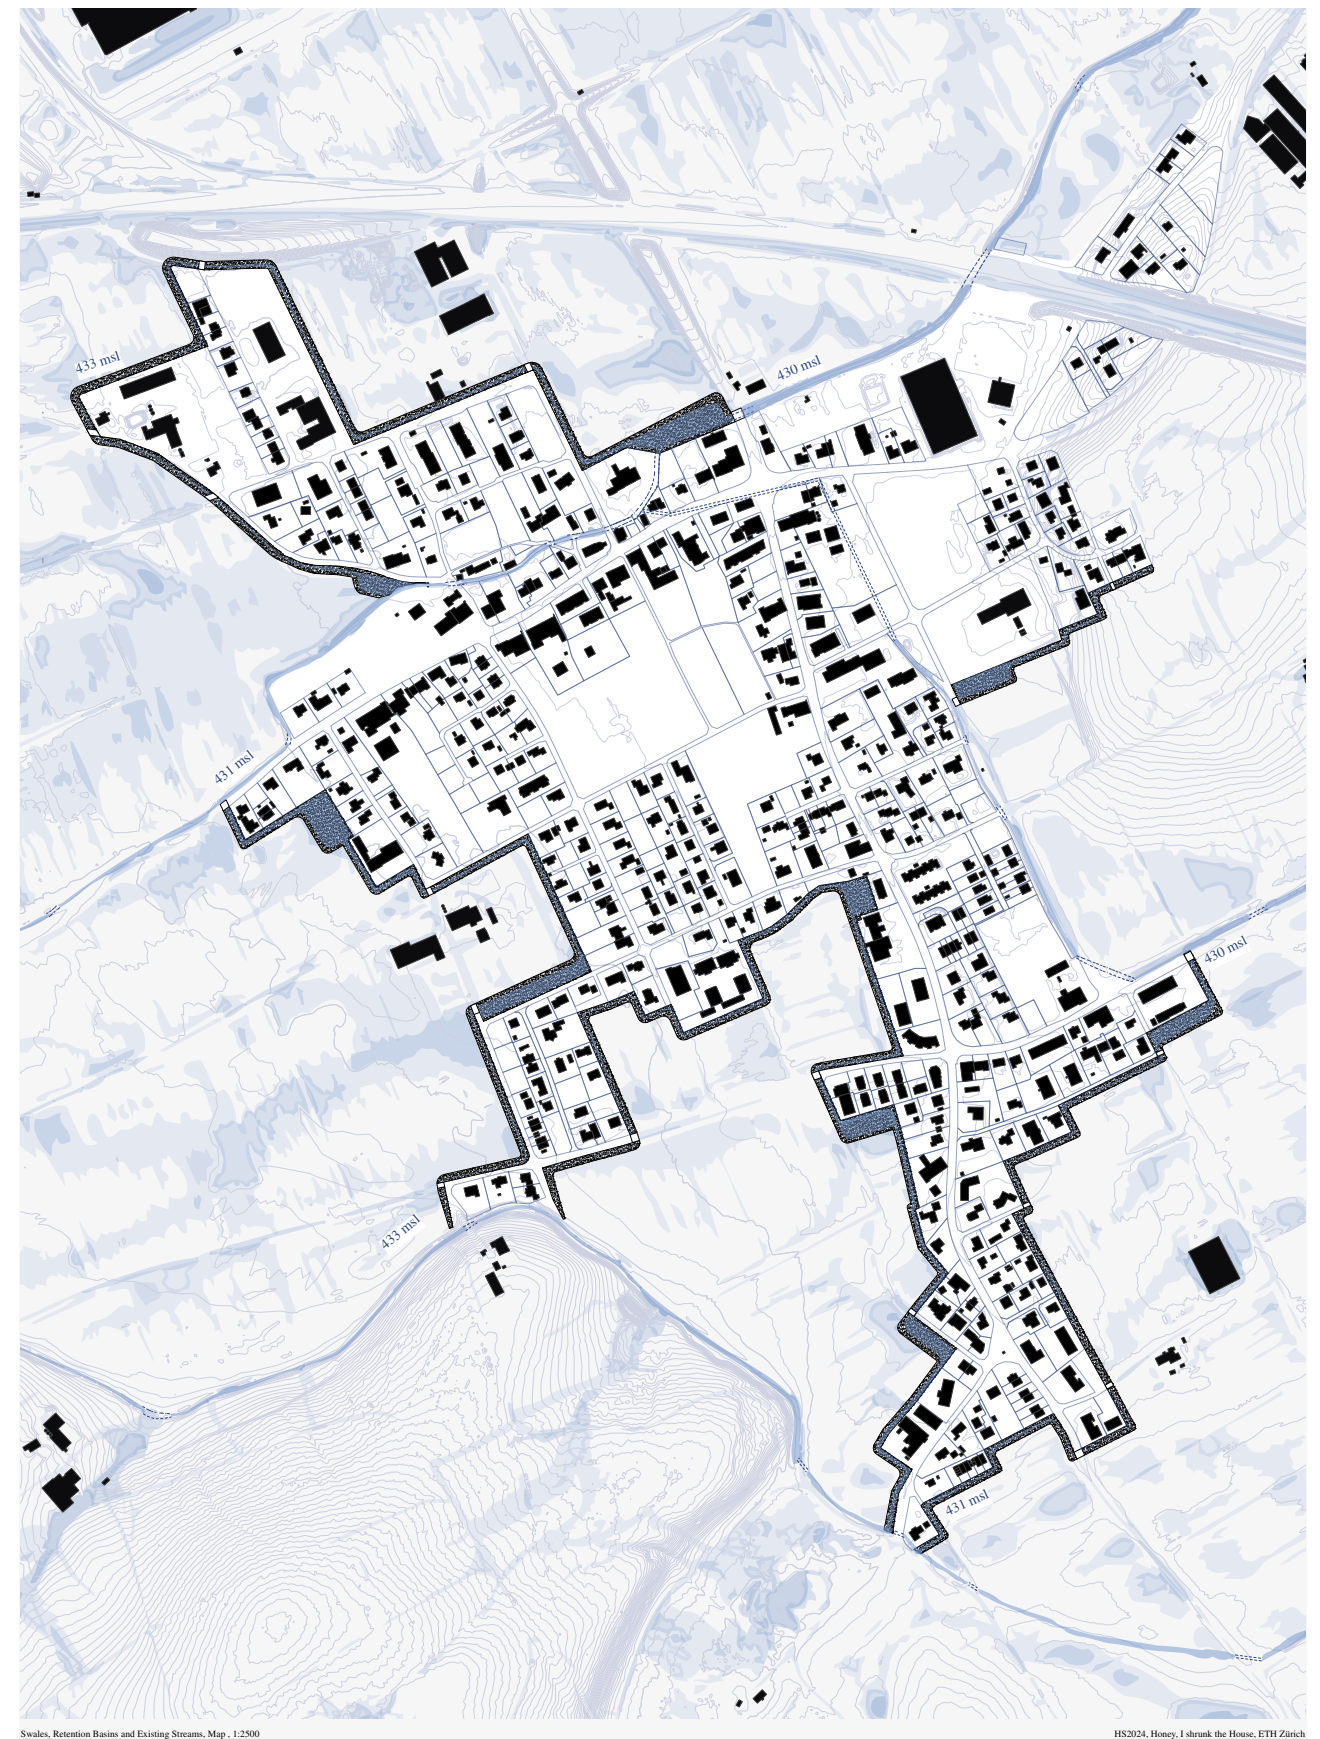 433 msl
430 msl
431 msl
430 msl
433 msl
431 msl
Swales, Retention Basins and Existing Streams, Map , 1:2500
HS2024, Honey, I shrunk the House, ETH Zürich